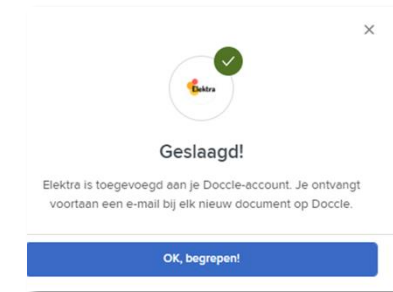 Elektra
Geslaagd!
Elektra is toegevoegd aan je Doccle-account. Je ontvangt
voortaan een e-mail bij elk nieuw document op Doccle.
OK, begrepen!